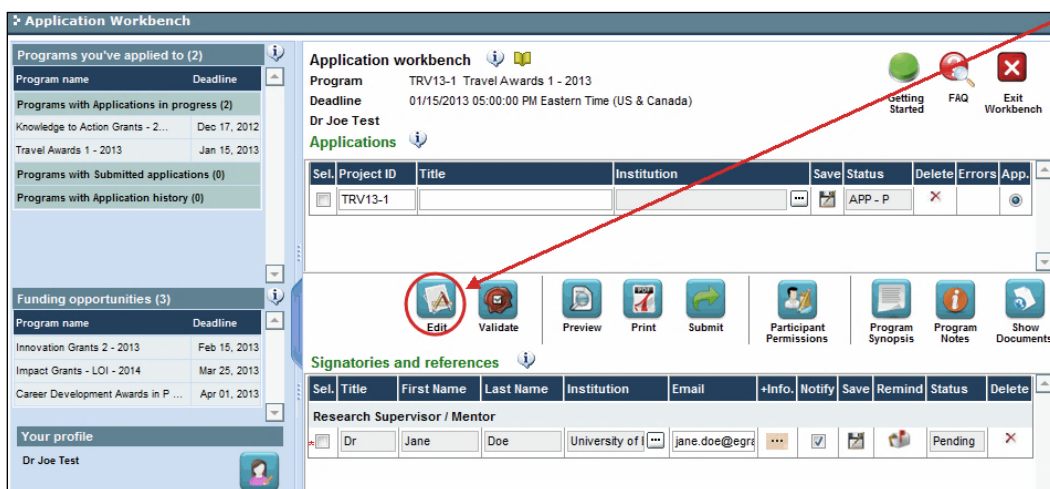 Application Workbench
Programs you've applied to (2)
Program name Deadline
Programs with Applications in progress (2)
Knowledge to Action Grants - 2... Dec 17, 2012
Travel Awards 1 - 2013 Jan 15, 2013
Programs with Submitted applications (0)
Programs with Application history (0)
Funding opportunities (3)
Program name Deadline
Innovation Grants 2 - 2013 Feb 15, 2013
Impact Grants - LOI - 2014 Mar 25, 2013
Career Development Awards in P ... Apr 01, 2013
Your profile
Dr Joe Test
Application workbench
Program TRV13-1 Travel Awards 1 - 2013
Deadline 01/15/2013 05:00:00 PM Eastern Time (US & Canada)
Dr Joe Test
Getting Started
FAQ
Exit Workbench
Applications
Sel. Project ID Title Institution Save Status Delete Errors App.
TRV13-1 ... APP - P
Edit Validate Preview Print Submit Participant Permissions Program Synopsis Program Notes Show Documents
Signatories and references
Sel. Title First Name Last Name Institution Email +Info. Notify Save Remind Status Delete
Research Supervisor / Mentor
* Dr Jane Doe University of I ... jane.doe@egra ... Pending